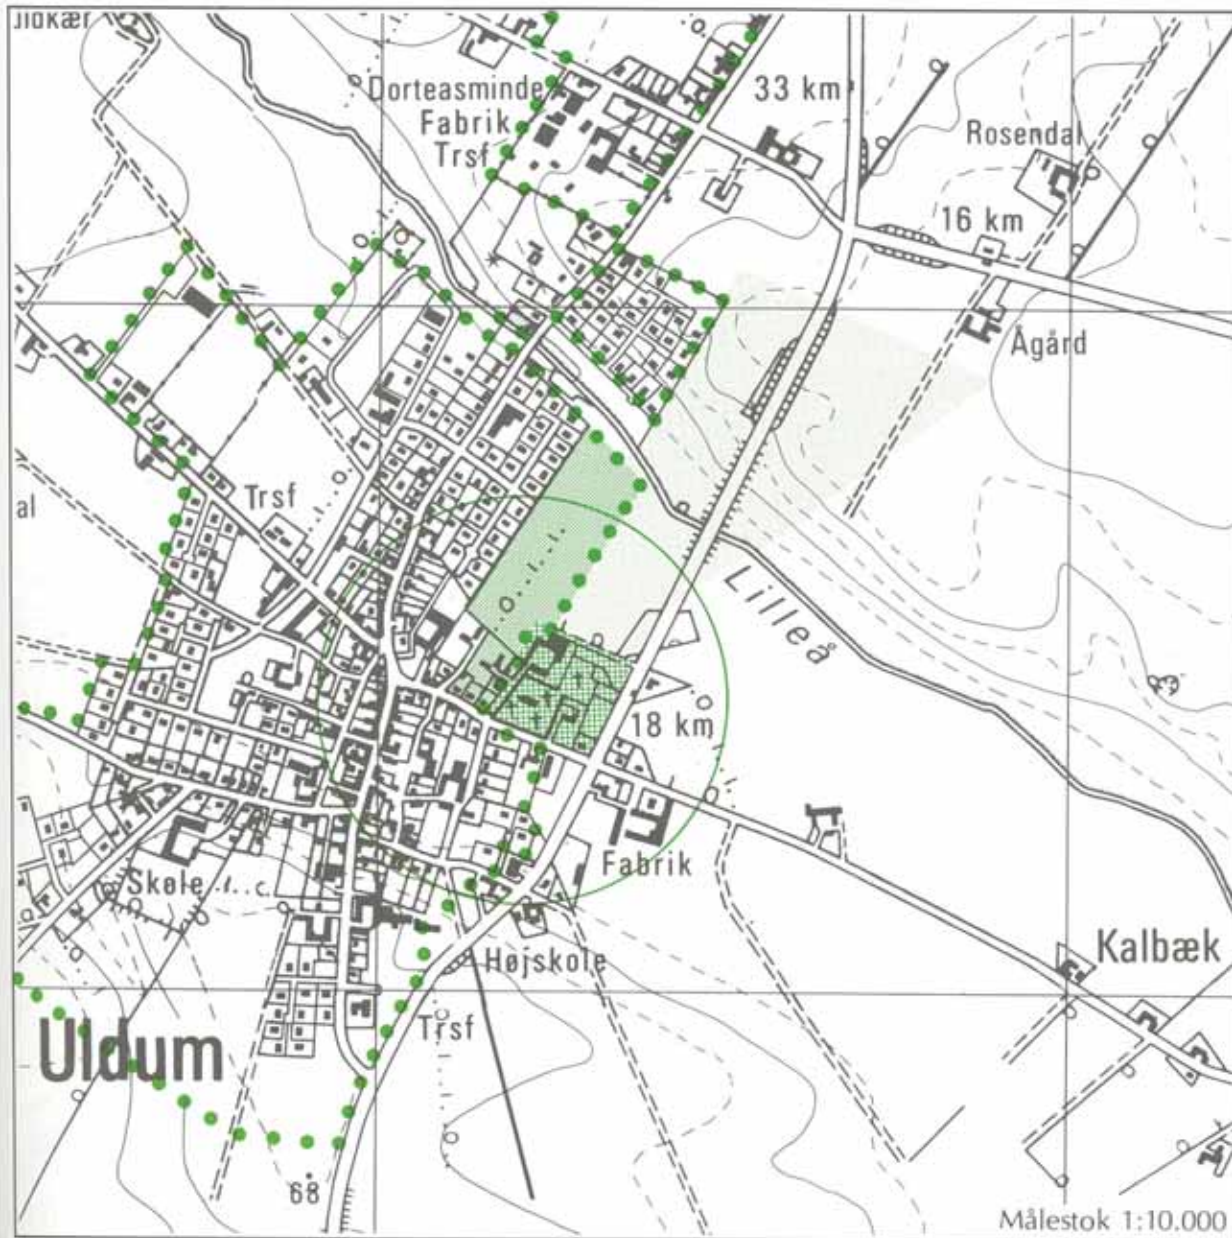 Dorteasminde
Fabrik
Trsf
33 km
Rosendal
16 km
Ågård
al
Trsf
Lilleå
18 km
Fabrik
Skole
Højskole
Kalbæk
Trsf
Uldum
68
Målestok 1:10.000